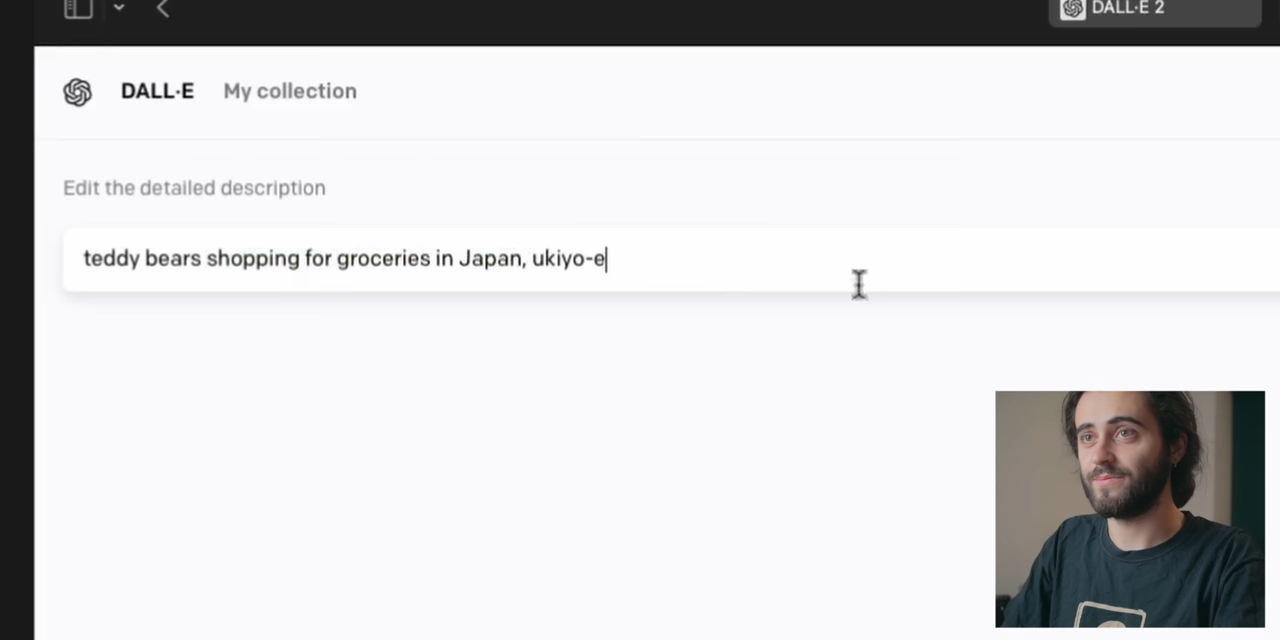 DALL·E 2
DALL·E My collection
Edit the detailed description
teddy bears shopping for groceries in Japan, ukiyo-e